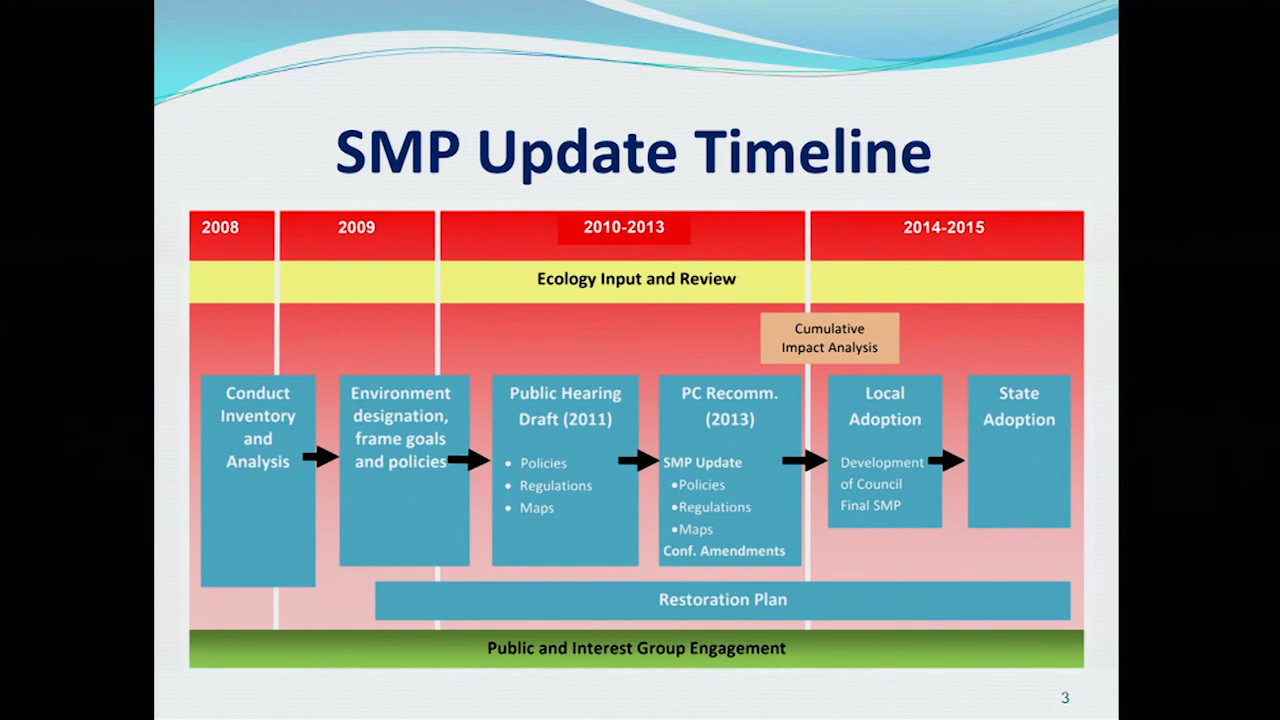 SMP Update Timeline
2008
2009
2010-2013
2014-2015
Ecology Input and Review
Cumulative
Impact Analysis
Conduct
Inventory
and
Analysis
Environment
designation,
frame goals
and policies
Public Hearing
Draft (2011)
• Policies
• Regulations
• Maps
PC Recomm.
(2013)
SMP Update
•Policies
•Regulations
•Maps
Conf. Amendments
Local
Adoption
Development
of Council
Final SMP
State
Adoption
Restoration Plan
Public and Interest Group Engagement
3